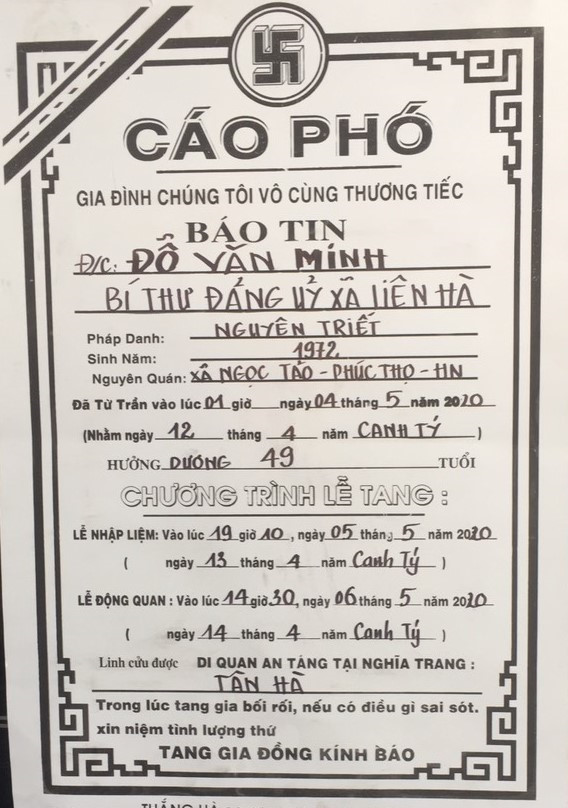 CÁO PHÓ
GIA ĐÌNH CHÚNG TÔI VÔ CÙNG THƯƠNG TIẾC
BÁO TIN
Đ/C: ĐỖ VĂN MINH
BÍ THƯ ĐẢNG UỶ XÃ LIÊN HÀ
Pháp Danh: NGUYÊN TRIẾT
Sinh Năm: 1972
Nguyên Quán: XÃ NGỌC TẢO - PHÚC THỌ - HN
Đã Từ Trần vào lúc 01 giờ ngày 04 tháng 5 năm 2020
(Nhằm ngày 12 tháng 4 năm CANH TÝ )
HƯỞNG DƯƠNG 49 TUỔI
CHƯƠNG TRÌNH LỄ TANG :
LỄ NHẬP LIỆM: Vào lúc 19 giờ 10, ngày 05 tháng 5 năm 2020
( ngày 13 tháng 4 năm Canh Tý )
LỄ ĐỘNG QUAN : Vào lúc 14 giờ 30, ngày 06 tháng 5 năm 2020
( ngày 14 tháng 4 năm Canh Tý )
Linh cửu được DI QUAN AN TÁNG TẠI NGHĨA TRANG :
TÂN HÀ
Trong lúc tang gia bối rối, nếu có điều gì sai sót.
xin niệm tình lượng thứ
TANG GIA ĐỒNG KÍNH BÁO